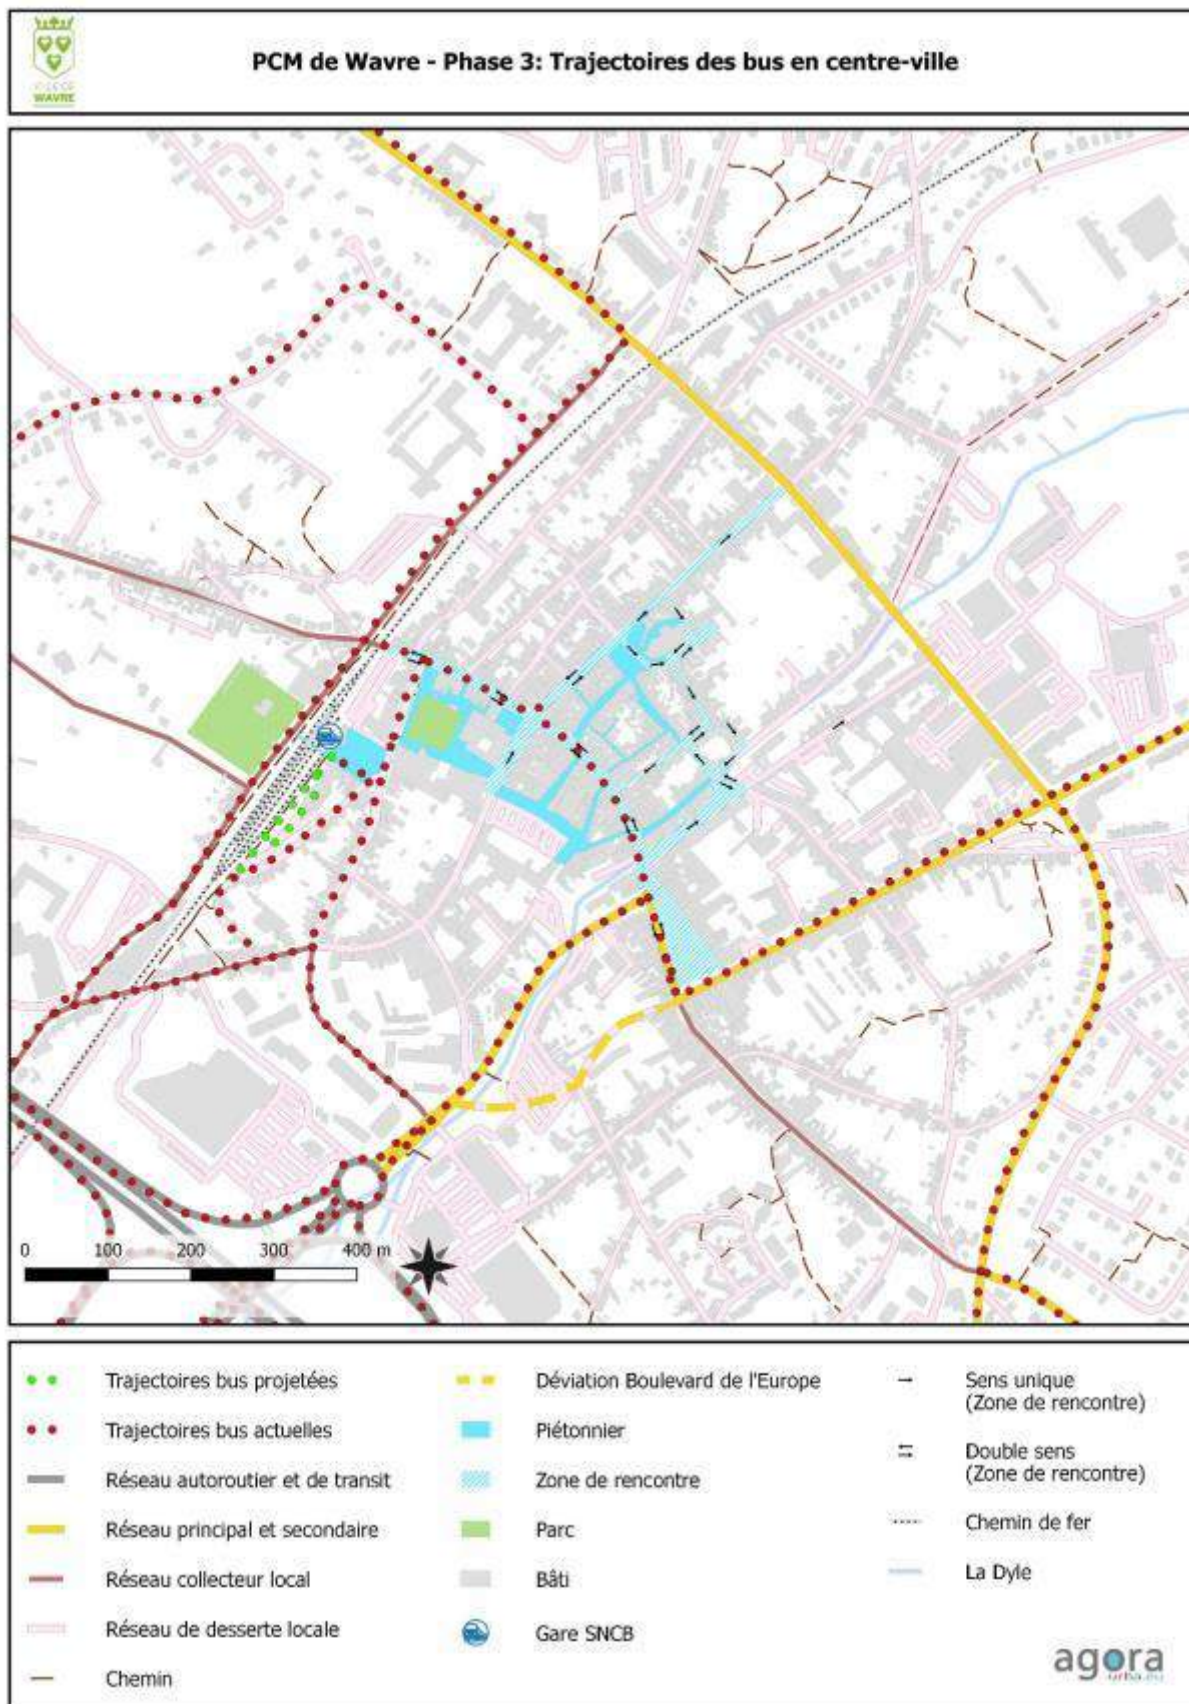 WAVRE
PCM de Wavre - Phase 3: Trajectoires des bus en centre-ville
0 100 200 300 400 m
Trajectoires bus projetées
Trajectoires bus actuelles
Réseau autoroutier et de transit
Réseau principal et secondaire
Réseau collecteur local
Réseau de desserte locale
Chemin
Déviation Boulevard de l'Europe
Piétonnier
Zone de rencontre
Parc
Bâti
Gare SNCB
Sens unique
(Zone de rencontre)
Double sens
(Zone de rencontre)
Chemin de fer
La Dyle
agora
urba.eu